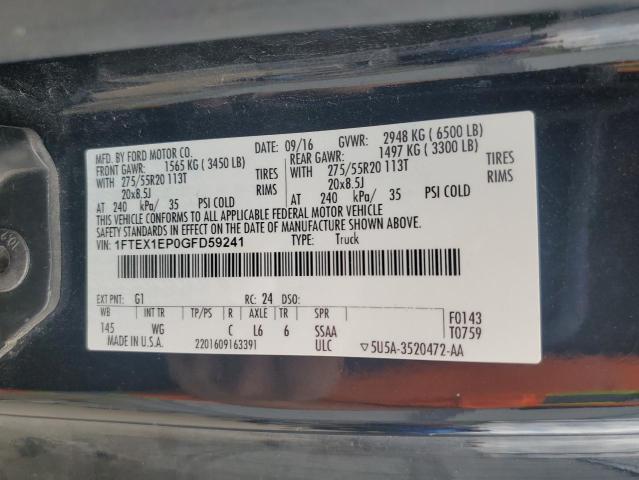 MFD. BY FORD MOTOR CO. DATE: 09/16 GVWR: 2948 KG ( 6500 LB)
FRONT GAWR: 1565 KG ( 3450 LB) REAR GAWR: 1497 KG ( 3300 LB)
WITH 275/55R20 113T TIRES WITH 275/55R20 113T TIRES
20x8.5J RIMS 20x8.5J RIMS
AT 240 kPa/ 35 PSI COLD AT 240 kPa/ 35 PSI COLD
THIS VEHICLE CONFORMS TO ALL APPLICABLE FEDERAL MOTOR VEHICLE
SAFETY STANDARDS IN EFFECT ON THE DATE OF MANUFACTURE SHOWN ABOVE.
VIN: 1FTEX1EP0GFD59241 TYPE: Truck
EXT PNT: G1 RC: 24 DSO:
WB INT TR TP/PS R AXLE TR SPR F0143
145 WG C L6 6 SSAA T0759
MADE IN U.S.A. 2201609163391 ULC ▽5U5A-3520472-AA